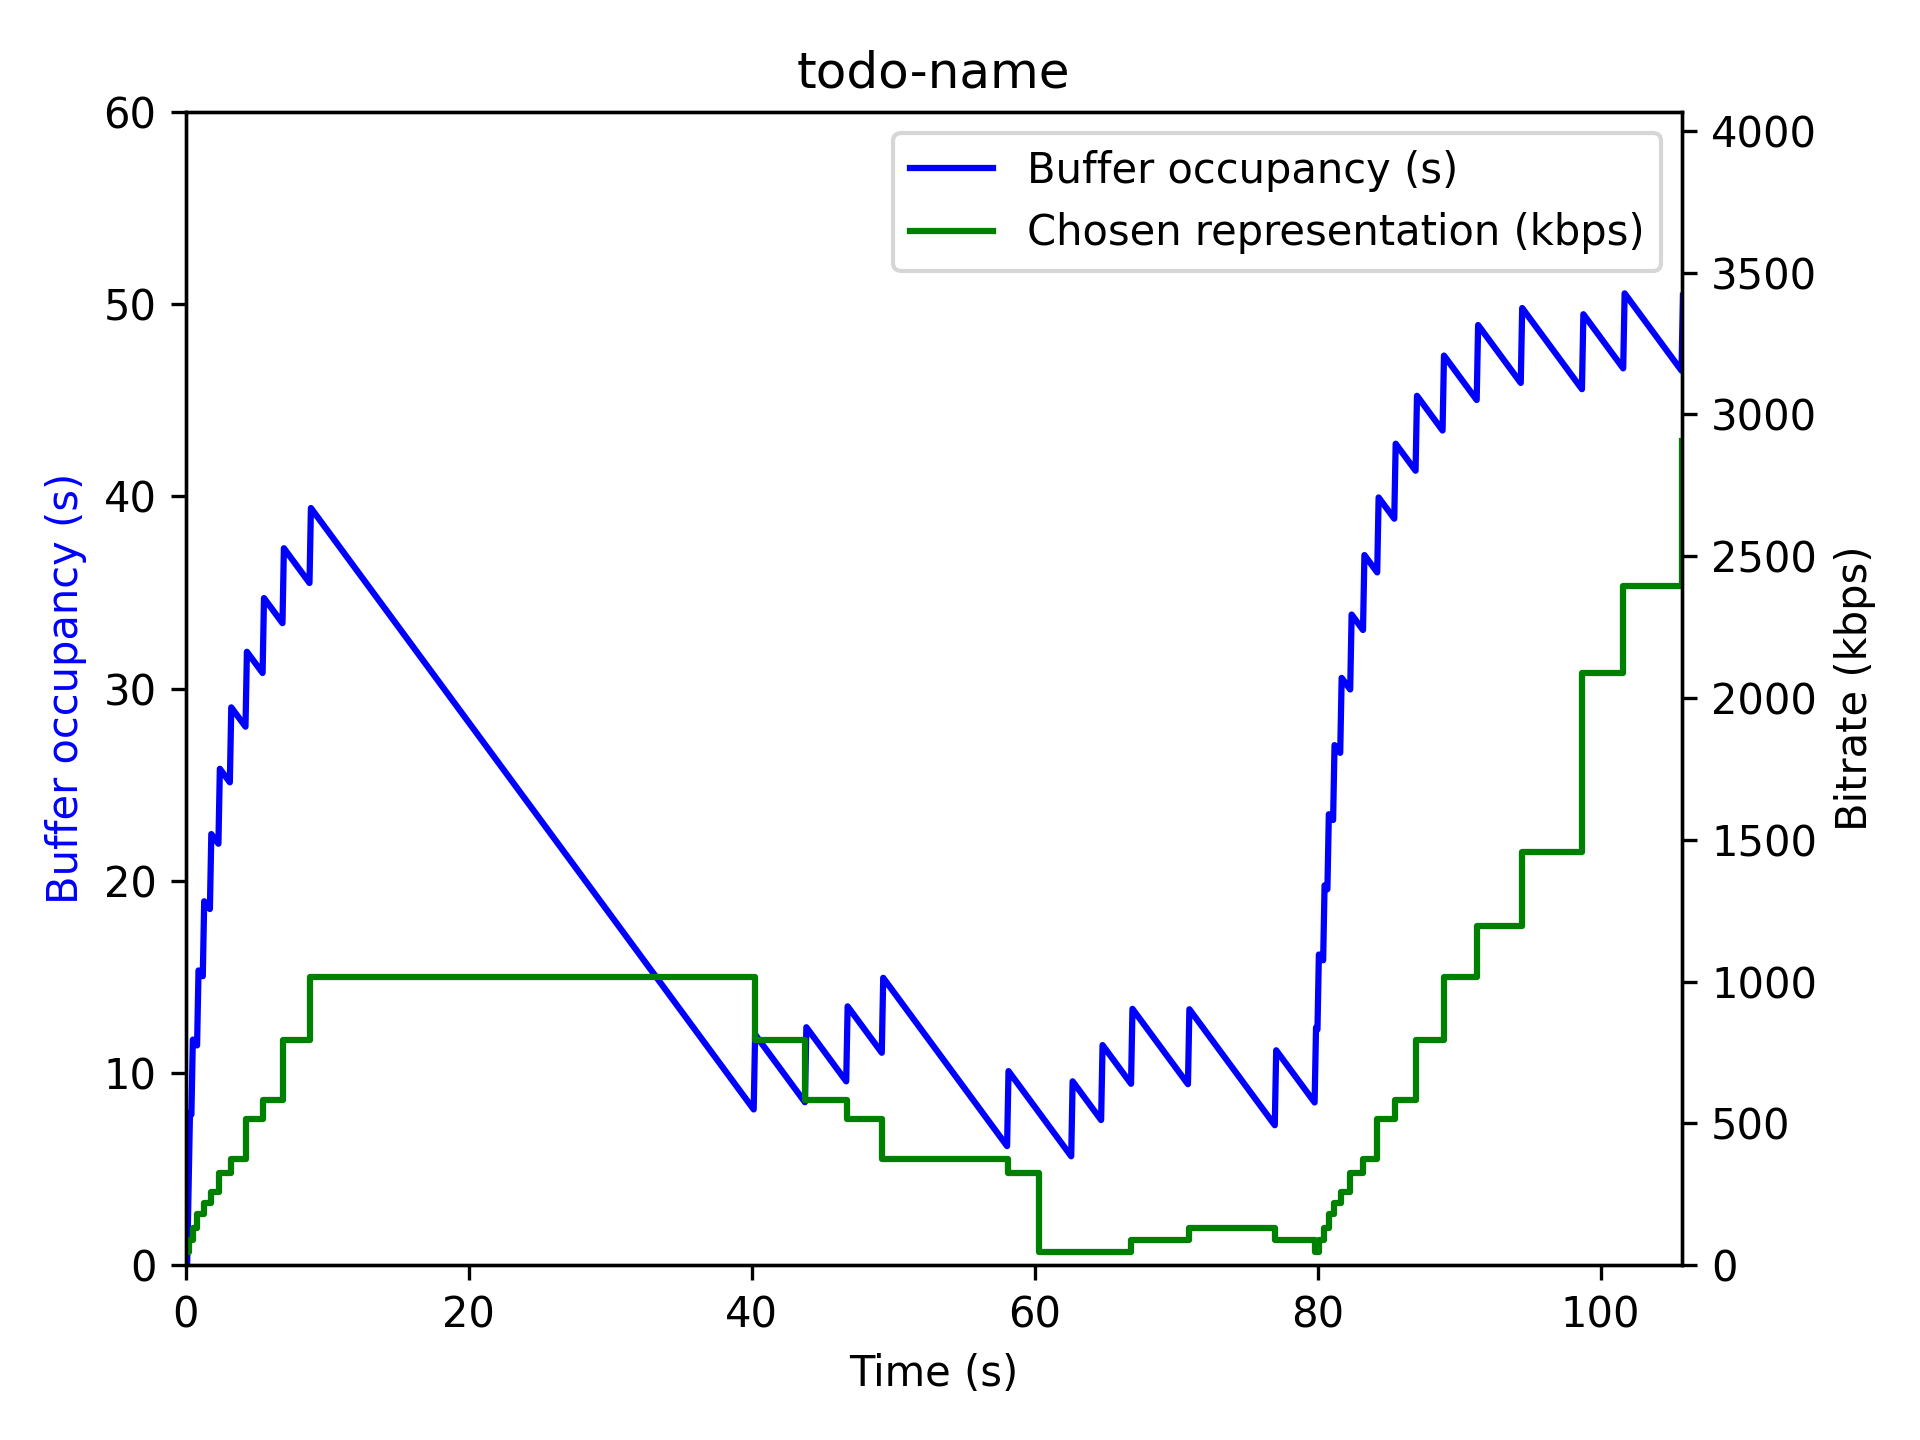 todo-name
60
50
40
30
20
10
0
Buffer occupancy (s)
Buffer occupancy (s)
Chosen representation (kbps)
4000
3500
3000
2500
2000
1500
1000
500
0
Bitrate (kbps)
0 20 40 60 80 100
Time (s)